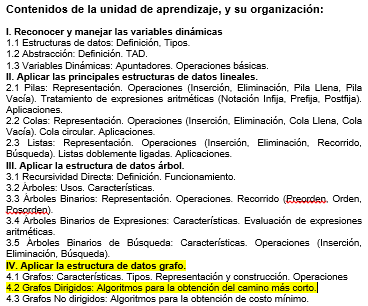 Contenidos de la unidad de aprendizaje, y su organización:
I. Reconocer y manejar las variables dinámicas
1.1 Estructuras de datos: Definición, Tipos.
1.2 Abstracción: Definición. TAD.
1.3 Variables Dinámicas: Apuntadores. Operaciones básicas.
II. Aplicar las principales estructuras de datos lineales.
2.1 Pilas: Representación. Operaciones (Inserción, Eliminación, Pila Llena, Pila
Vacía). Tratamiento de expresiones aritméticas (Notación Infija, Prefija, Postfija).
Aplicaciones.
2.2 Colas: Representación. Operaciones (Inserción, Eliminación, Cola Llena, Cola
Vacía). Cola circular. Aplicaciones.
2.3 Listas: Representación. Operaciones (Inserción, Eliminación, Recorrido,
Búsqueda). Listas doblemente ligadas. Aplicaciones.
III. Aplicar la estructura de datos árbol.
3.1 Recursividad Directa: Definición. Funcionamiento.
3.2 Árboles: Usos. Características.
3.3 Árboles Binarios: Representación. Operaciones. Recorrido (Preorden, Orden,
Posorden).
3.4 Árboles Binarios de Expresiones: Características. Evaluación de expresiones
aritméticas.
3.5 Árboles Binarios de Búsqueda: Características. Operaciones (Inserción,
Eliminación, Búsqueda).
IV. Aplicar la estructura de datos grafo.
4.1 Grafos: Características. Tipos. Representación y construcción. Operaciones
4.2 Grafos Dirigidos: Algoritmos para la obtención del camino más corto.
4.3 Grafos No dirigidos: Algoritmos para la obtención de costo mínimo.